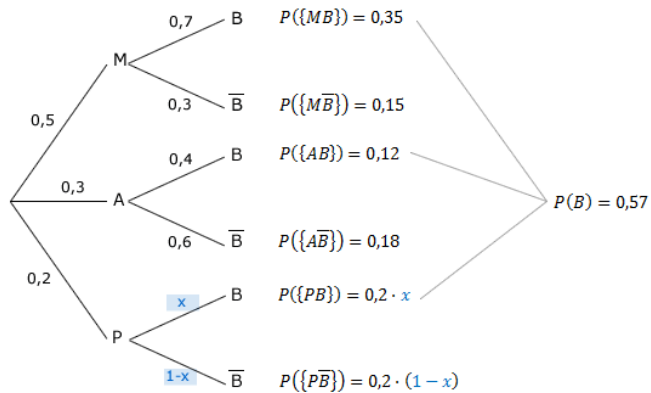 0,7 B P({MB}) = 0,35
M
0,3 B̅ P({MB̅}) = 0,15
0,5
0,4 B P({AB}) = 0,12
0,3 A P(B) = 0,57
0,6 B̅ P({AB̅}) = 0,18
0,2
x B P({PB}) = 0,2 · x
P
1-x B̅ P({PB̅}) = 0,2 · (1 − x)